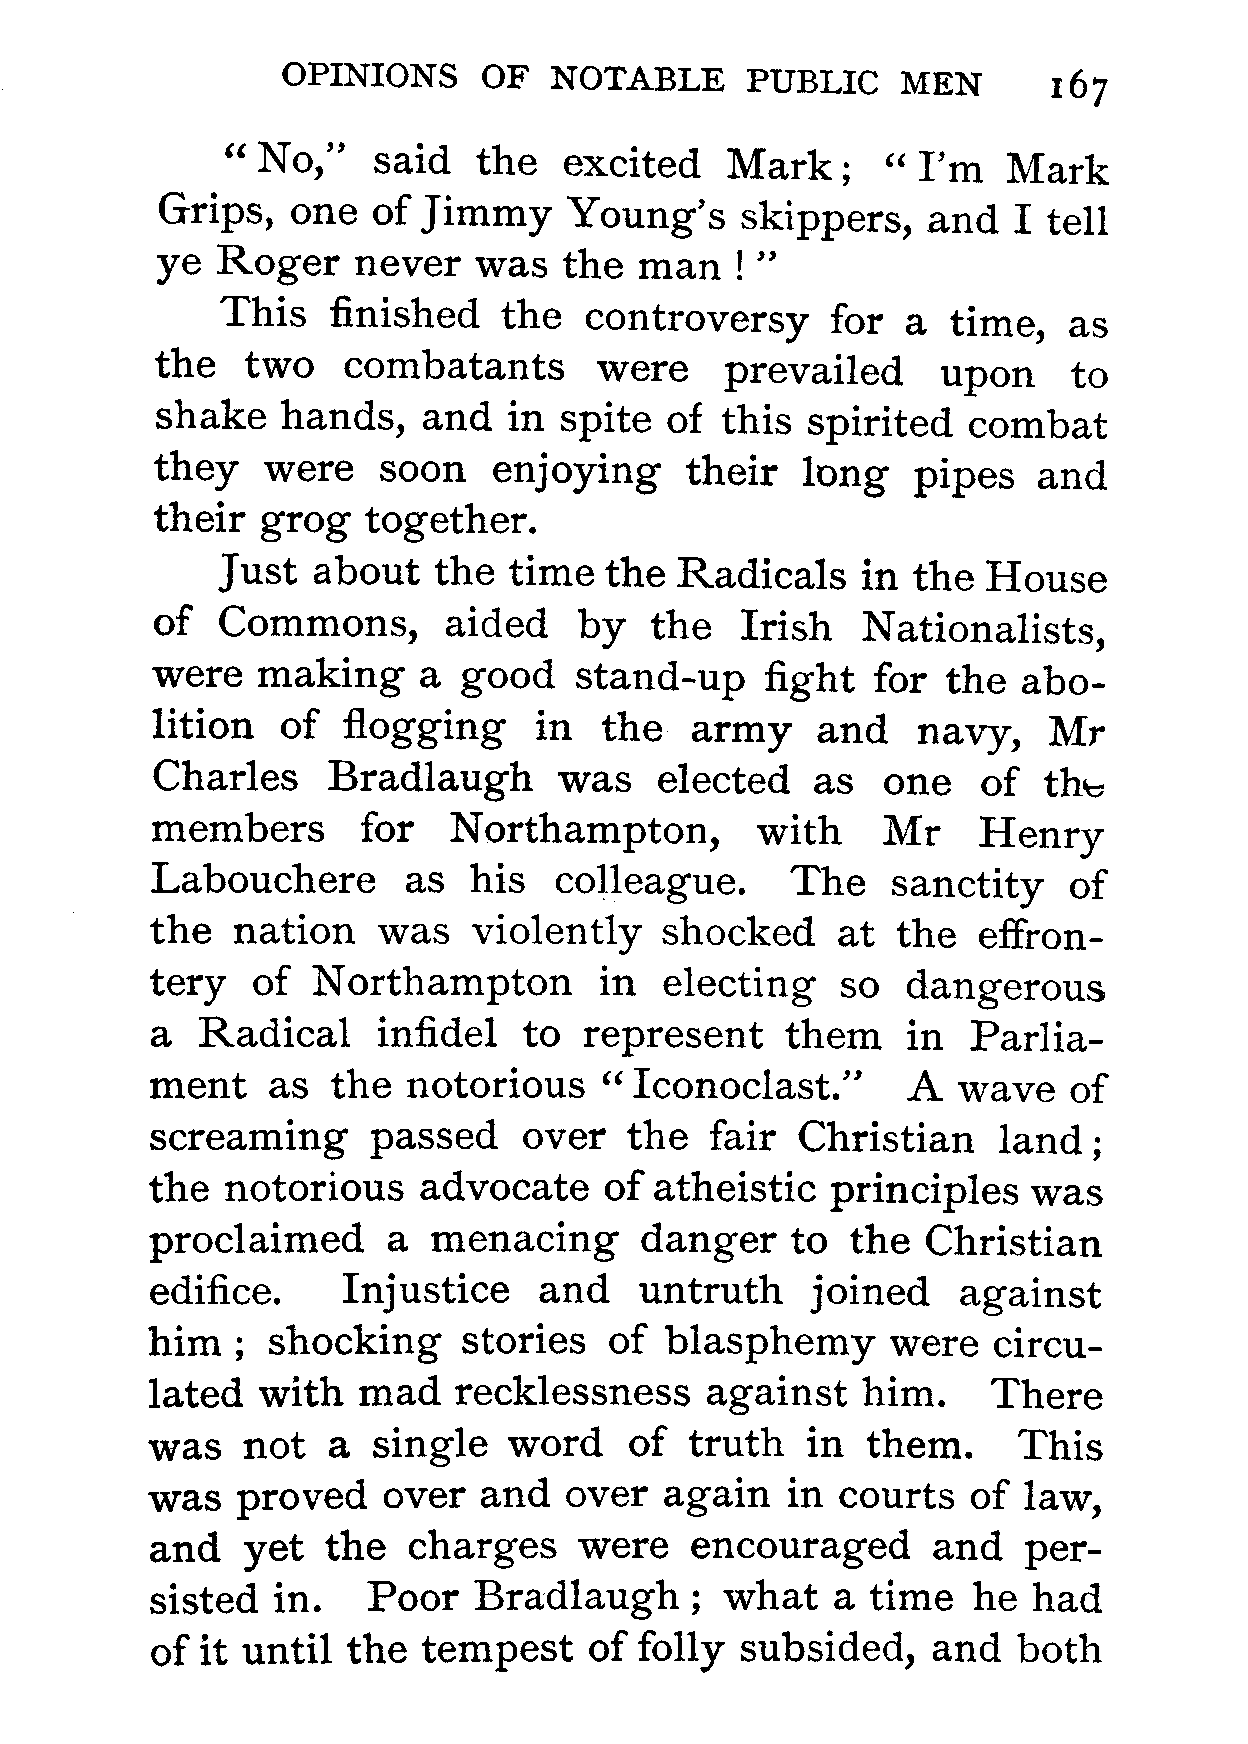 OPINIONS OF NOTABLE PUBLIC MEN 167
"No," said the excited Mark; "I'm Mark
Grips, one of Jimmy Young's skippers, and I tell
ye Roger never was the man!"
This finished the controversy for a time, as
the two combatants were prevailed upon to
shake hands, and in spite of this spirited combat
they were soon enjoying their long pipes and
their grog together.
Just about the time the Radicals in the House
of Commons, aided by the Irish Nationalists,
were making a good stand-up fight for the abo-
lition of flogging in the army and navy, Mr
Charles Bradlaugh was elected as one of the
members for Northampton, with Mr Henry
Labouchere as his colleague. The sanctity of
the nation was violently shocked at the effron-
tery of Northampton in electing so dangerous
a Radical infidel to represent them in Parlia-
ment as the notorious "Iconoclast." A wave of
screaming passed over the fair Christian land;
the notorious advocate of atheistic principles was
proclaimed a menacing danger to the Christian
edifice. Injustice and untruth joined against
him; shocking stories of blasphemy were circu-
lated with mad recklessness against him. There
was not a single word of truth in them. This
was proved over and over again in courts of law,
and yet the charges were encouraged and per-
sisted in. Poor Bradlaugh; what a time he had
of it until the tempest of folly subsided, and both